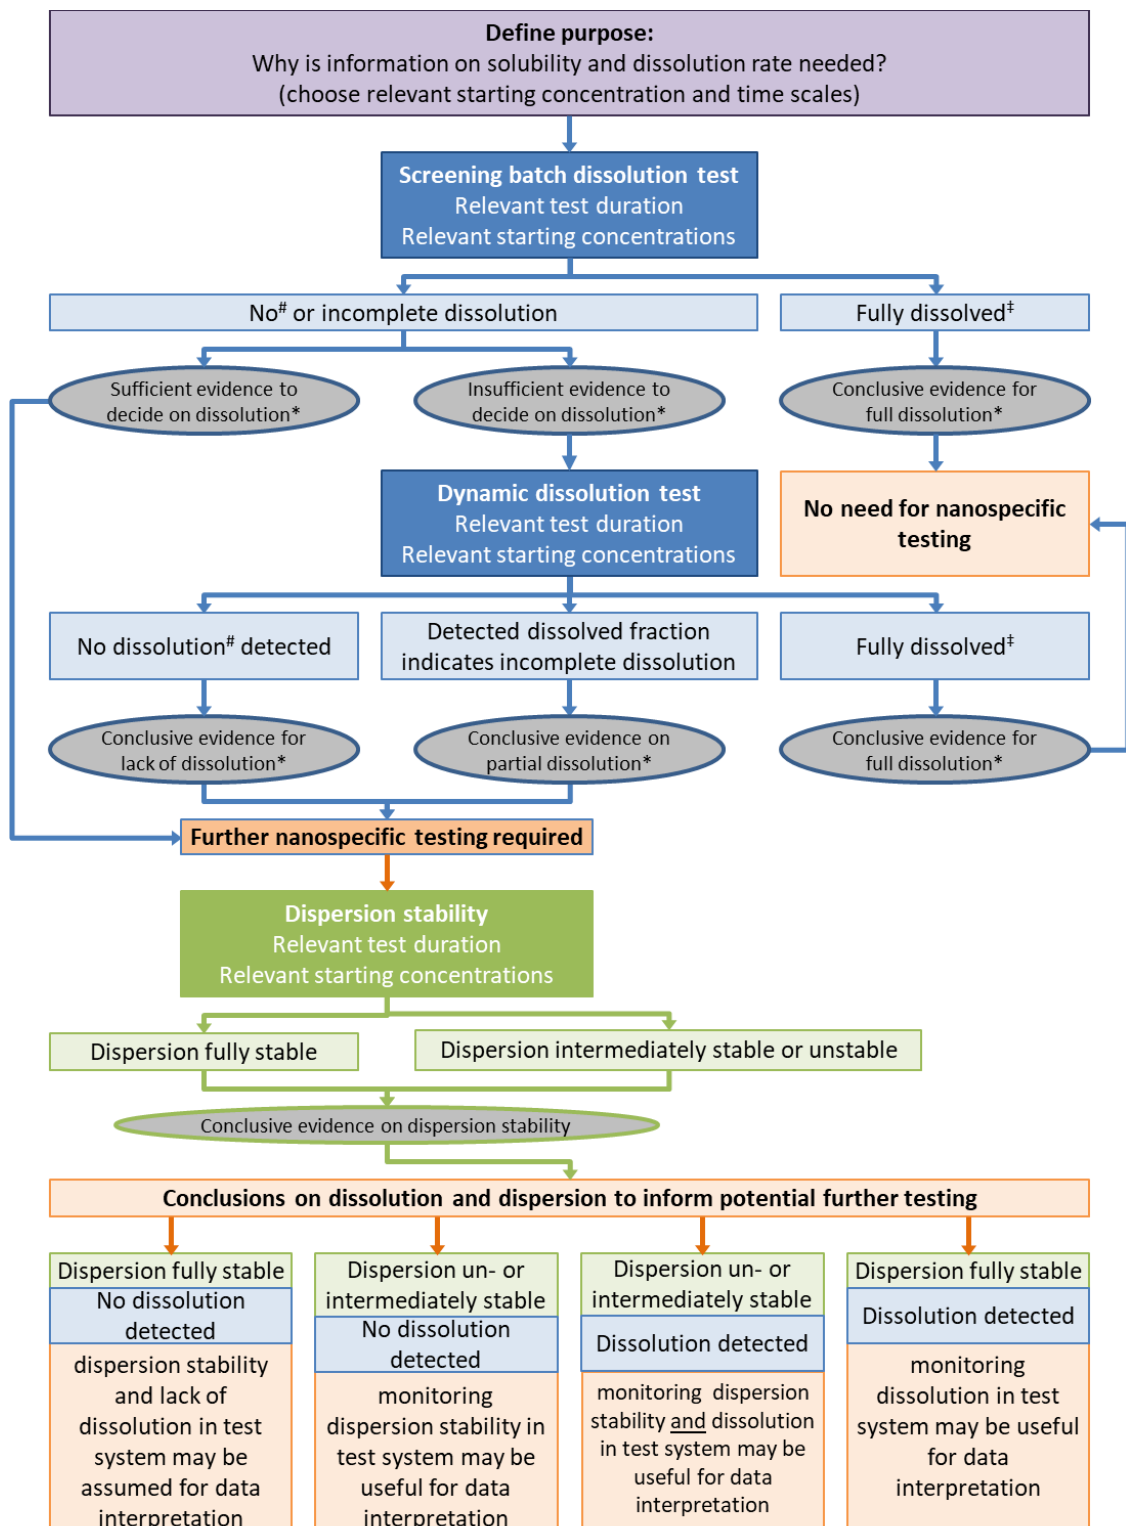 Define purpose:
Why is information on solubility and dissolution rate needed?
(choose relevant starting concentration and time scales)
Screening batch dissolution test
Relevant test duration
Relevant starting concentrations
No# or incomplete dissolution
Fully dissolved‡
Sufficient evidence to
decide on dissolution*
Insufficient evidence to
decide on dissolution*
Conclusive evidence for
full dissolution*
Dynamic dissolution test
Relevant test duration
Relevant starting concentrations
No need for nanospecific
testing
No dissolution# detected
Detected dissolved fraction
indicates incomplete dissolution
Fully dissolved‡
Conclusive evidence for
lack of dissolution*
Conclusive evidence on
partial dissolution*
Conclusive evidence for
full dissolution*
Further nanospecific testing required
Dispersion stability
Relevant test duration
Relevant starting concentrations
Dispersion fully stable
Dispersion intermediately stable or unstable
Conclusive evidence on dispersion stability
Conclusions on dissolution and dispersion to inform potential further testing
Dispersion fully stable
No dissolution
detected
dispersion stability
and lack of
dissolution in test
system may be
assumed for data
interpretation
Dispersion un- or
intermediately stable
No dissolution
detected
monitoring
dispersion stability in
test system may be
useful for data
interpretation
Dispersion un- or
intermediately stable
Dissolution detected
monitoring dispersion
stability and dissolution
in test system may be
useful for data
interpretation
Dispersion fully stable
Dissolution detected
monitoring
dissolution in test
system may be useful
for data
interpretation